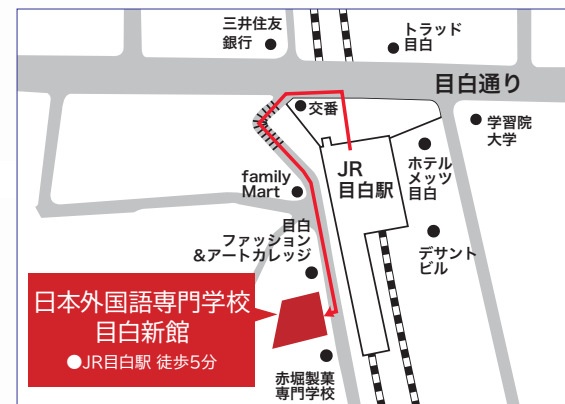 三井住友
銀行
トラッド
目白
目白通り
交番
学習院
大学
JR
目白駅
ホテル
メッツ
目白
family
Mart
目白
ファッション
&アートカレッジ
デサント
ビル
日本外国語専門学校
目白新館
●JR目白駅 徒歩5分
赤堀製菓
専門学校